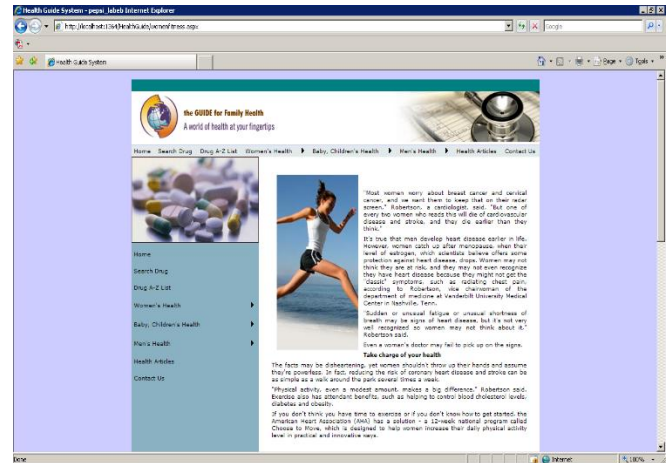 Health Guide System - pepsi_labeb Internet Explorer
http://localhost:1364/HealthGuide/womenfitness.aspx
Google
Health Guide System
Page
Tools
the GUIDE for Family Health
A world of health at your fingertips
Home Search Drug Drug A-Z List Women's Health Baby, Children's Health Men's Health Health Articles Contact Us
Home
Search Drug
Drug A-Z List
Women's Health
Baby, Children's Health
Men's Health
Health Articles
Contact Us
"Most women worry about breast cancer and cervical
cancer, and we want them to keep that on their radar
screen," Robertson, a cardiologist, said. "But one of
every two women who reads this will die of cardiovascular
disease and stroke, and they die earlier than they
think."
It's true that men develop heart disease earlier in life.
However, women catch up after menopause, when their
level of estrogen, which scientists believe offers some
protection against heart disease, drops. Women may not
think they are at risk, and they may not even recognize
they have heart disease because they might not get the
"classic" symptoms, such as radiating chest pain,
according to Robertson, vice chairwoman of the
department of medicine at Vanderbilt University Medical
Center in Nashville, Tenn.
"Sudden or unusual fatigue or unusual shortness of
breath may be signs of heart disease, but it's not very
well recognized so women may not think about it,"
Robertson said.
Even a woman's doctor may fail to pick up on the signs.
Take charge of your health
The facts may be disheartening, yet women shouldn't throw up their hands and assume
they're powerless. In fact, reducing the risk of coronary heart disease and stroke can be
as simple as a walk around the park several times a week.
"Physical activity, even a modest amount, makes a big difference," Robertson said.
Exercise also has attendant benefits, such as helping to control blood cholesterol levels,
diabetes and obesity.
If you don't think you have time to exercise or if you don't know how to get started, the
American Heart Association (AHA) has a solution - a 12-week national program called
Choose to Move, which is designed to help women increase their daily physical activity
level in practical and innovative ways.
Done
Internet
100%